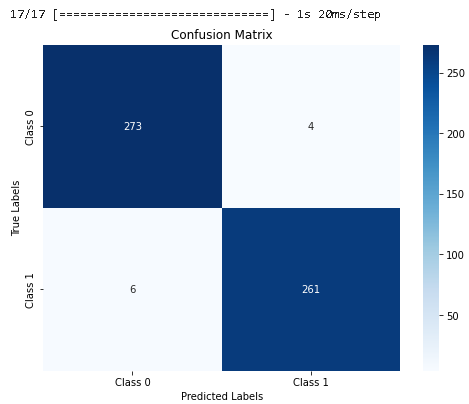 17/17 [==============================] - 1s 20ms/step
Confusion Matrix
Class 0
273
4
250
200
True Labels
150
100
Class 1
6
261
50
Class 0
Class 1
Predicted Labels